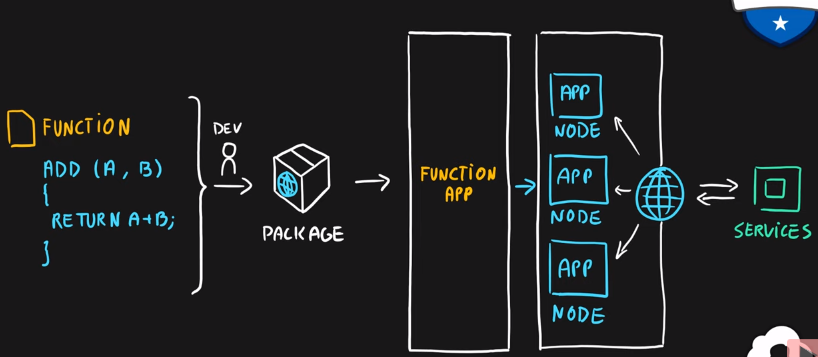 FUNCTION
ADD (A, B)
{
RETURN A+B;
}
DEV
PACKAGE
FUNCTION
APP
APP
NODE
APP
NODE
APP
NODE
SERVICES